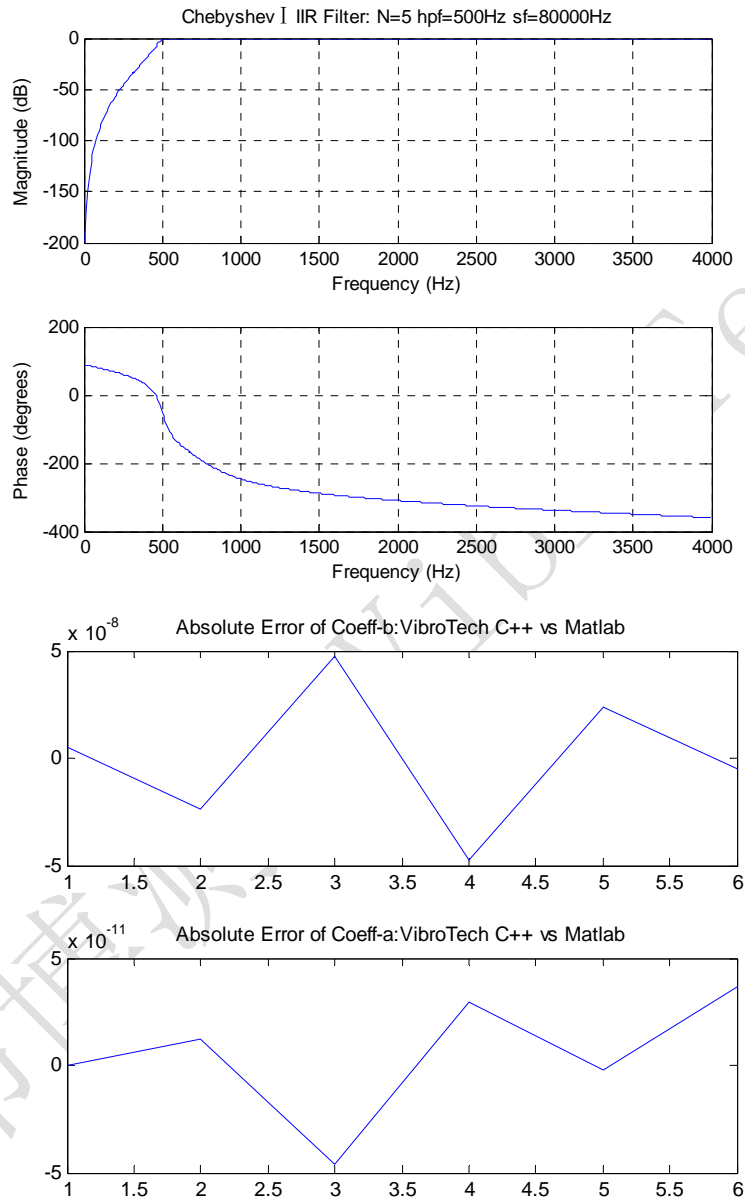 Chebyshev Ⅰ IIR Filter: N=5 hpf=500Hz sf=80000Hz
Magnitude (dB)
0
-50
-100
-150
-200
0 500 1000 1500 2000 2500 3000 3500 4000
Frequency (Hz)
Phase (degrees)
200
0
-200
-400
0 500 1000 1500 2000 2500 3000 3500 4000
Frequency (Hz)
x 10^-8
Absolute Error of Coeff-b:VibroTech C++ vs Matlab
5
0
-5
1 1.5 2 2.5 3 3.5 4 4.5 5 5.5 6
x 10^-11
Absolute Error of Coeff-a:VibroTech C++ vs Matlab
5
0
-5
1 1.5 2 2.5 3 3.5 4 4.5 5 5.5 6